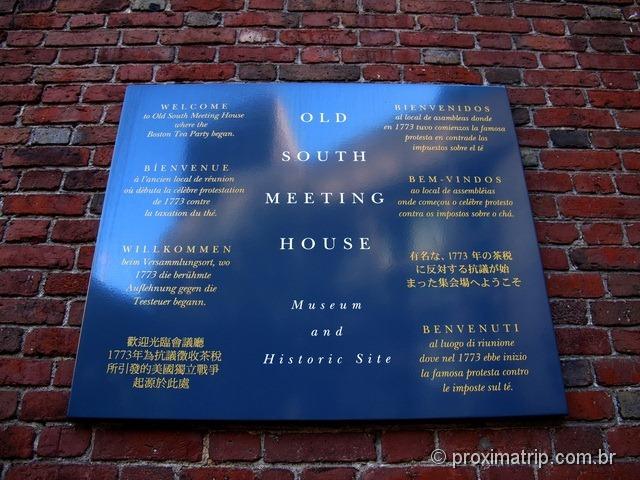 WELCOME
to Old South Meeting House
where the
Boston Tea Party began.
BIENVENUE
à l'ancien local de réunion
où débuta la célèbre protestation
de 1773 contre
la taxation du thé.
WILLKOMMEN
beim Versammlungsort, wo
1773 die berühmte
Auflehnung gegen die
Teesteuer begann.
歡迎光臨會議廳
1773年為抗議徵收茶稅
所引發的美國獨立戰爭
起源於此處
OLD
SOUTH
MEETING
HOUSE
Museum
and
Historic Site
BIENVENIDOS
al local de asambleas donde
en 1773 tuvo comienzos la famosa
protesta en contrade los
impuestos sobre el té
BEM-VINDOS
ao local de assembléias
onde começou o célebre protesto
contra os impostos sobre o chá.
有名な、1773 年の茶税
に反対する抗議が始
まった集会場へようこそ
BENVENUTI
al luogo di riunione
dove nel 1773 ebbe inizio
la famosa protesta contro
le imposte sul té.
© proximatrip.com.br